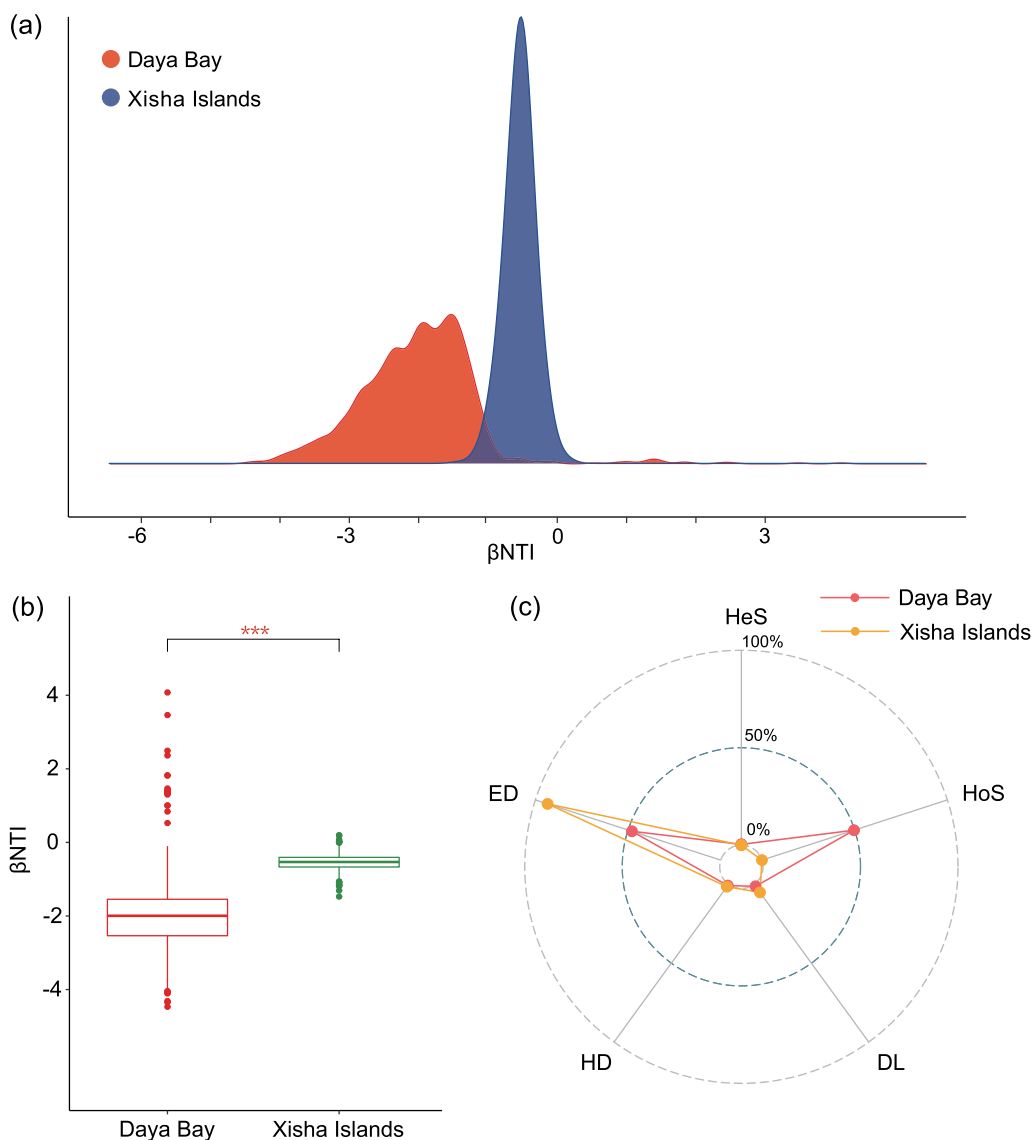 (a)
Daya Bay
Xisha Islands
-6 -3 0 3
βNTI
(b)
***
βNTI
4
2
0
-2
-4
Daya Bay Xisha Islands
(c)
Daya Bay
Xisha Islands
HeS
100%
50%
0%
ED
HoS
HD
DL